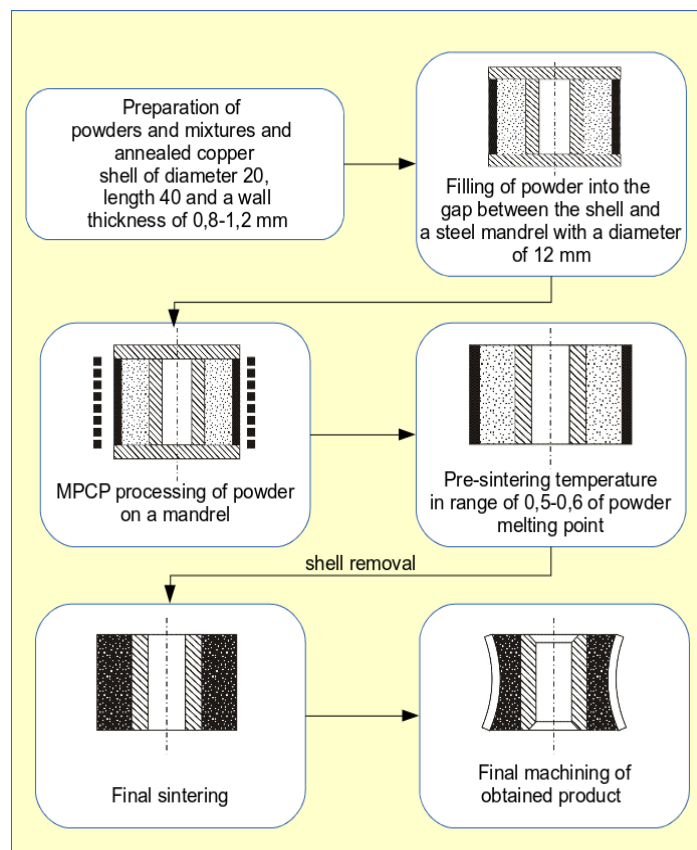 Preparation of
powders and mixtures and
annealed copper
shell of diameter 20,
length 40 and a wall
thickness of 0,8-1,2 mm
Filling of powder into the
gap between the shell and
a steel mandrel with a diameter
of 12 mm
MPCP processing of powder
on a mandrel
Pre-sintering temperature
in range of 0,5-0,6 of powder
melting point
shell removal
Final sintering
Final machining of
obtained product